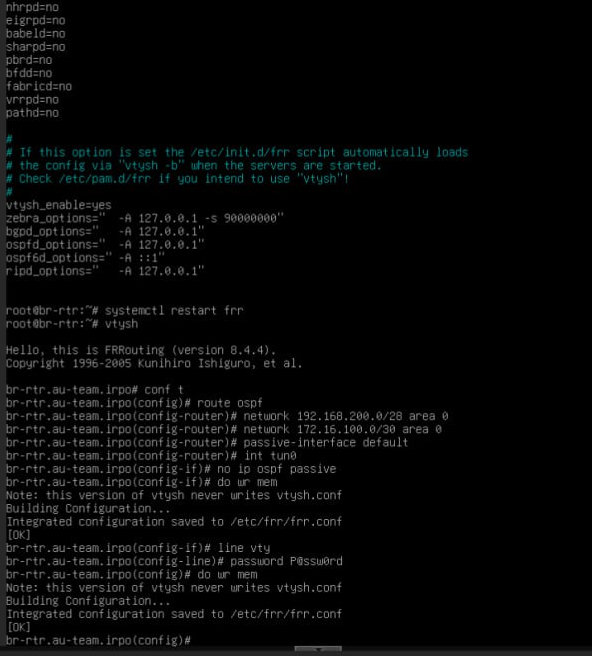 nhrpd=no
eigrpd=no
babeld=no
sharpd=no
pbrd=no
bfdd=no
fabricd=no
vrrpd=no
pathd=no
#
# If this option is set the /etc/init.d/frr script automatically loads
# the config via "vtysh -b" when the servers are started.
# Check /etc/pam.d/frr if you intend to use "vtysh"!
#
vtysh_enable=yes
zebra_options="  -A 127.0.0.1 -s 90000000"
bgpd_options="   -A 127.0.0.1"
ospfd_options="  -A 127.0.0.1"
ospf6d_options=" -A ::1"
ripd_options="   -A 127.0.0.1"
root@br-rtr:~# systemctl restart frr
root@br-rtr:~# vtysh
Hello, this is FRRouting (version 8.4.4).
Copyright 1996-2005 Kunihiro Ishiguro, et al.
br-rtr.au-team.irpo# conf t
br-rtr.au-team.irpo(config)# route ospf
br-rtr.au-team.irpo(config-router)# network 192.168.200.0/28 area 0
br-rtr.au-team.irpo(config-router)# network 172.16.100.0/30 area 0
br-rtr.au-team.irpo(config-router)# passive-interface default
br-rtr.au-team.irpo(config-router)# int tun0
br-rtr.au-team.irpo(config-if)# no ip ospf passive
br-rtr.au-team.irpo(config-if)# do wr mem
Note: this version of vtysh never writes vtysh.conf
Building Configuration...
Integrated configuration saved to /etc/frr/frr.conf
[OK]
br-rtr.au-team.irpo(config-if)# line vty
br-rtr.au-team.irpo(config-line)# password P@ssw0rd
br-rtr.au-team.irpo(config)# do wr mem
Note: this version of vtysh never writes vtysh.conf
Building Configuration...
Integrated configuration saved to /etc/frr/frr.conf
[OK]
br-rtr.au-team.irpo(config)#